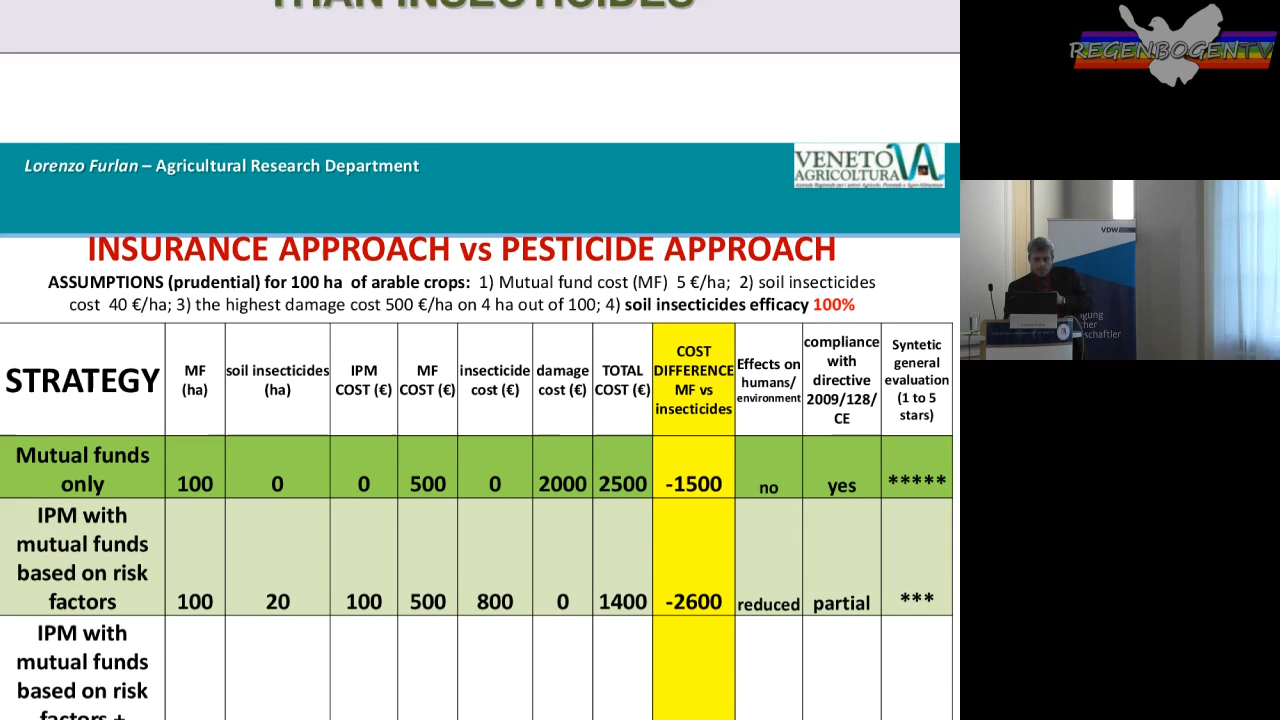 THAN INSECTICIDES
REGENBOGENTV
Lorenzo Furlan – Agricultural Research Department
VENETO
AGRICOLTURA
INSURANCE APPROACH vs PESTICIDE APPROACH
ASSUMPTIONS (prudential) for 100 ha of arable crops: 1) Mutual fund cost (MF) 5 €/ha; 2) soil insecticides
cost 40 €/ha; 3) the highest damage cost 500 €/ha on 4 ha out of 100; 4) soil insecticides efficacy 100%
STRATEGY
MF
(ha)
soil insecticides
(ha)
IPM
COST (€)
MF
COST (€)
insecticide
cost (€)
damage
cost (€)
TOTAL
COST (€)
COST
DIFFERENCE
MF vs
insecticides
Effects on
humans/
environment
compliance
with
directive
2009/128/
CE
Syntetic
general
evaluation
(1 to 5
stars)
Mutual funds
only
100 0 0 500 0 2000 2500 -1500 no yes *****
IPM with
mutual funds
based on risk
factors
100 20 100 500 800 0 1400 -2600 reduced partial ***
IPM with
mutual funds
based on risk
factors +
VDW